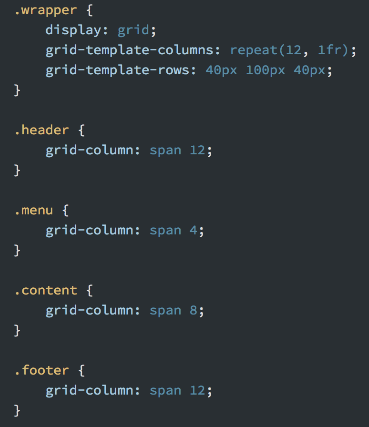 .wrapper {
    display: grid;
    grid-template-columns: repeat(12, 1fr);
    grid-template-rows: 40px 100px 40px;
}

.header {
    grid-column: span 12;
}

.menu {
    grid-column: span 4;
}

.content {
    grid-column: span 8;
}

.footer {
    grid-column: span 12;
}